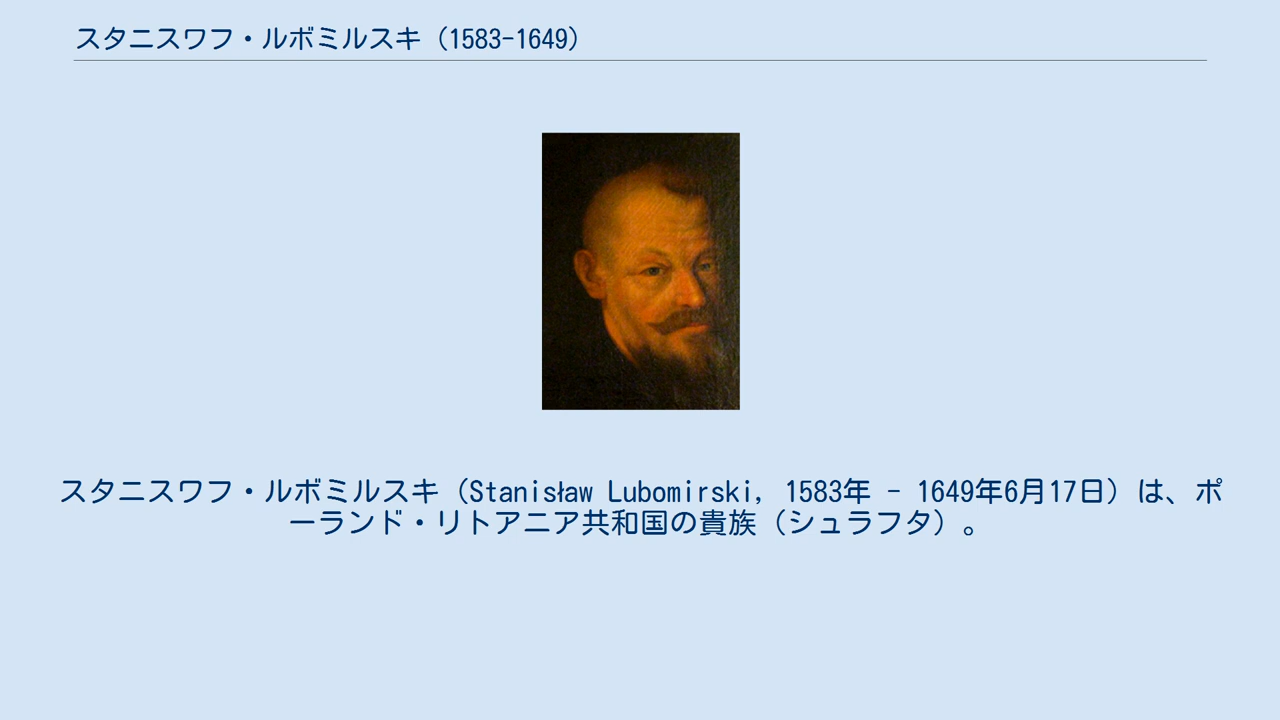 スタニスワフ・ルボミルスキ（1583-1649）
スタニスワフ・ルボミルスキ（Stanisław Lubomirski, 1583年 - 1649年6月17日）は、ポ
ーランド・リトアニア共和国の貴族（シュラフタ）。